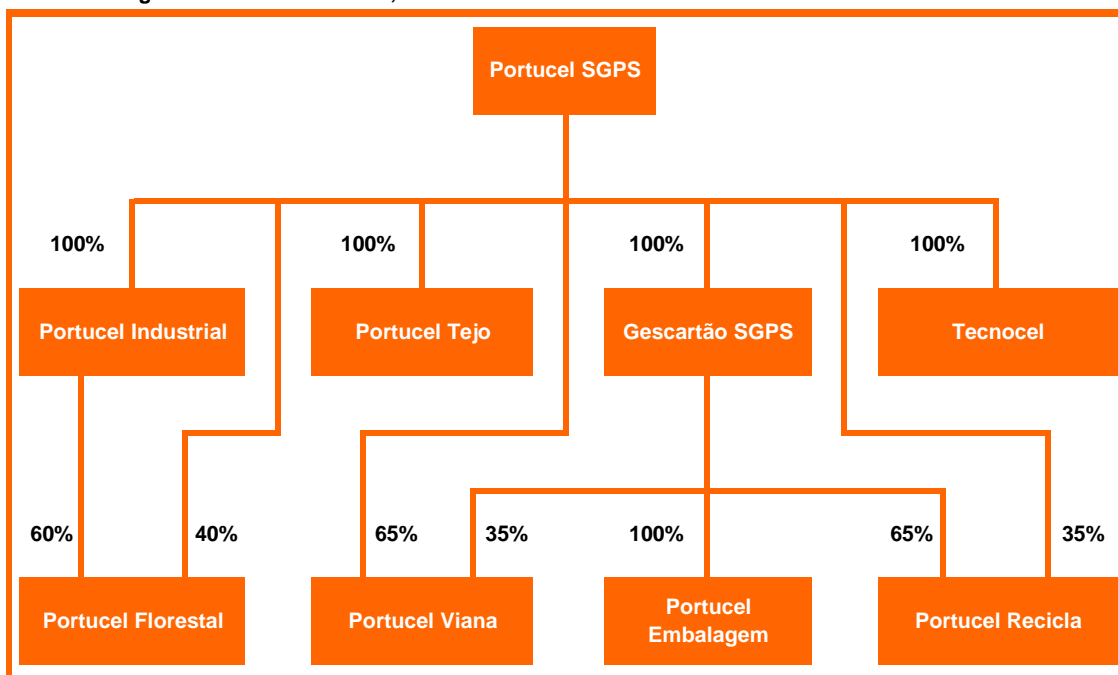 Portucel SGPS
100%
100%
100%
100%
Portucel Industrial
Portucel Tejo
Gescartão SGPS
Tecnocel
60%
40%
65%
35%
100%
65%
35%
Portucel Florestal
Portucel Viana
Portucel
Embalagem
Portucel Recicla